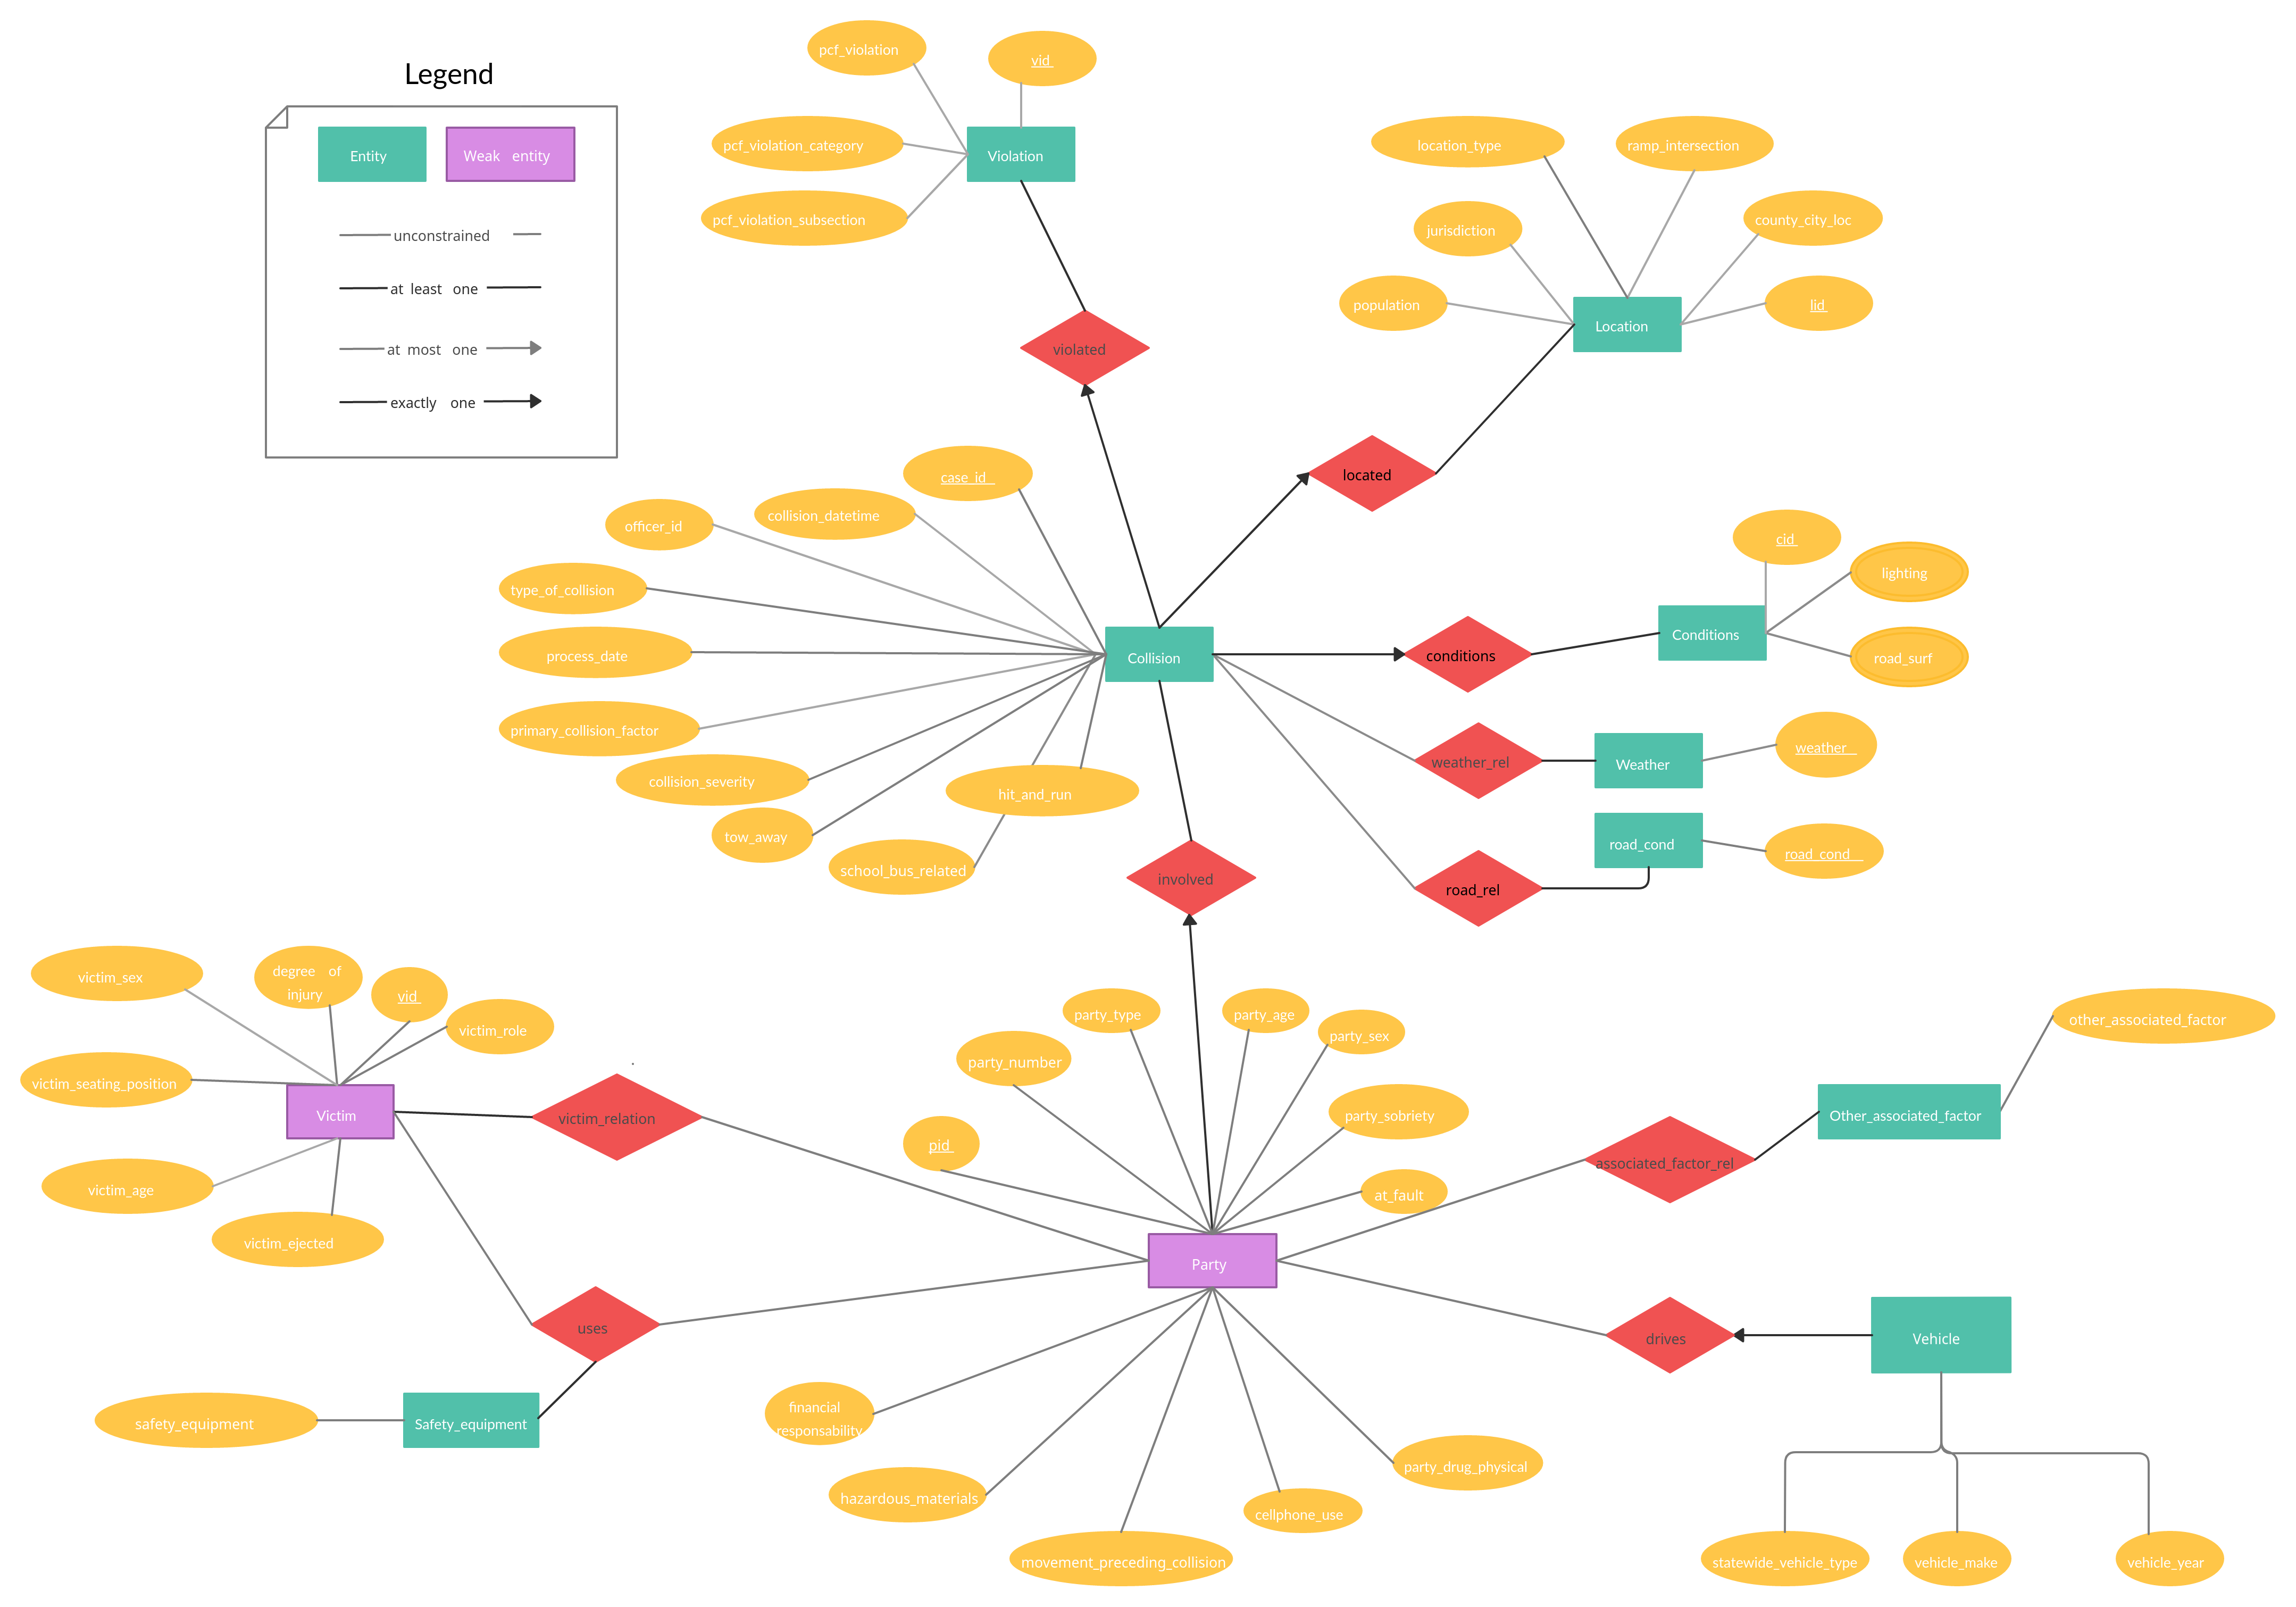 Legend
Entity
Weak entity
unconstrained
at least one
at most one
exactly one
pcf_violation
vid
pcf_violation_category
Violation
pcf_violation_subsection
violated
location_type
ramp_intersection
jurisdiction
county_city_loc
population
lid
Location
located
case_id
collision_datetime
officer_id
type_of_collision
process_date
primary_collision_factor
collision_severity
tow_away
hit_and_run
school_bus_related
Collision
conditions
cid
lighting
Conditions
road_surf
weather_rel
Weather
weather
road_cond
road_cond
road_rel
involved
victim_sex
degree of
injury
vid
victim_role
victim_seating_position
Victim
victim_age
victim_ejected
victim_relation
party_type
party_age
party_number
party_sex
pid
party_sobriety
at_fault
Party
other_associated_factor
Other_associated_factor
associated_factor_rel
uses
drives
Vehicle
safety_equipment
Safety_equipment
financial
responsability
hazardous_materials
movement_preceding_collision
cellphone_use
party_drug_physical
statewide_vehicle_type
vehicle_make
vehicle_year